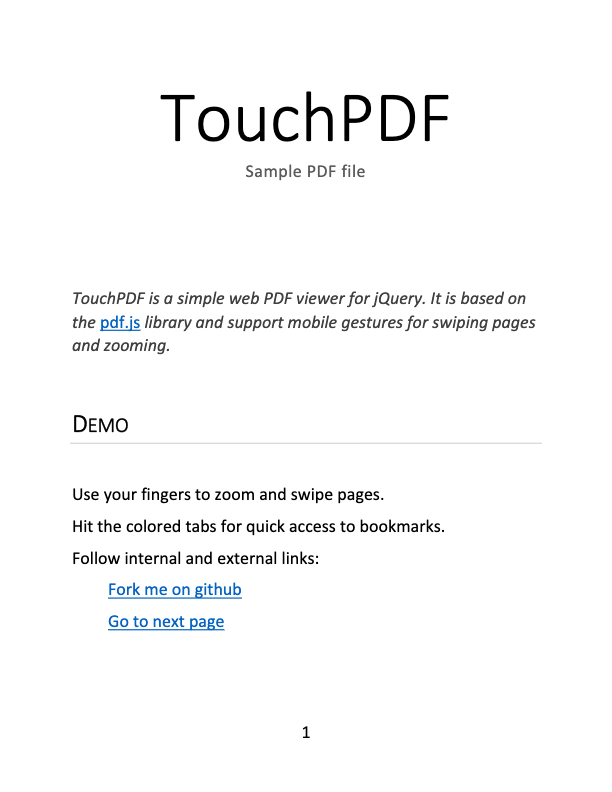 TouchPDF
Sample PDF file
TouchPDF is a simple web PDF viewer for jQuery. It is based on
the pdf.js library and support mobile gestures for swiping pages
and zooming.
DEMO
Use your fingers to zoom and swipe pages.
Hit the colored tabs for quick access to bookmarks.
Follow internal and external links:
Fork me on github
Go to next page
1